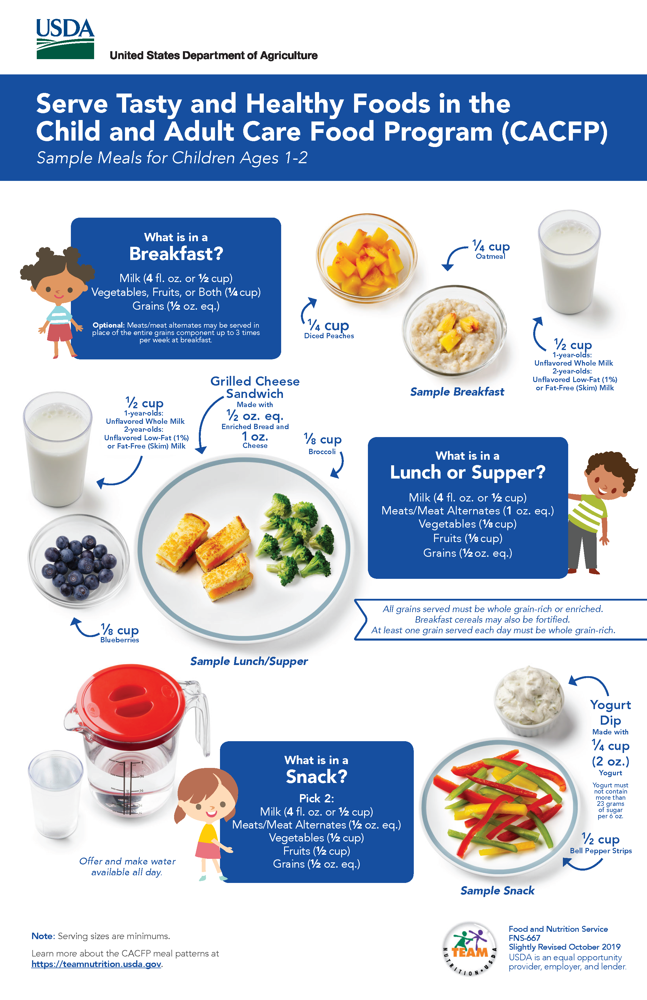 USDA
United States Department of Agriculture
Serve Tasty and Healthy Foods in the
Child and Adult Care Food Program (CACFP)
Sample Meals for Children Ages 1-2
What is in a
Breakfast?
Milk (4 fl. oz. or ½ cup)
Vegetables, Fruits, or Both (¼ cup)
Grains (½ oz. eq.)
Optional: Meats/meat alternates may be served in
place of the entire grains component up to 3 times
per week at breakfast.
¼ cup
Diced Peaches
¼ cup
Oatmeal
½ cup
1-year-olds:
Unflavored Whole Milk
2-year-olds:
Unflavored Low-Fat (1%)
or Fat-Free (Skim) Milk
Sample Breakfast
½ cup
1-year-olds:
Unflavored Whole Milk
2-year-olds:
Unflavored Low-Fat (1%)
or Fat-Free (Skim) Milk
Grilled Cheese
Sandwich
Made with
½ oz. eq.
Enriched Bread and
1 oz.
Cheese
⅛ cup
Broccoli
What is in a
Lunch or Supper?
Milk (4 fl. oz. or ½ cup)
Meats/Meat Alternates (1 oz. eq.)
Vegetables (⅛ cup)
Fruits (⅛ cup)
Grains (½ oz. eq.)
All grains served must be whole grain-rich or enriched.
Breakfast cereals may also be fortified.
At least one grain served each day must be whole grain-rich.
⅛ cup
Blueberries
Sample Lunch/Supper
Offer and make water
available all day.
What is in a
Snack?
Pick 2:
Milk (4 fl. oz. or ½ cup)
Meats/Meat Alternates (½ oz. eq.)
Vegetables (½ cup)
Fruits (½ cup)
Grains (½ oz. eq.)
Yogurt
Dip
Made with
¼ cup
(2 oz.)
Yogurt
Yogurt must
not contain
more than
23 grams
of sugar
per 6 oz.
½ cup
Bell Pepper Strips
Sample Snack
Note: Serving sizes are minimums.
Learn more about the CACFP meal patterns at
https://teamnutrition.usda.gov.
TEAM
NUTRITION • USDA
Food and Nutrition Service
FNS-667
Slightly Revised October 2019
USDA is an equal opportunity
provider, employer, and lender.